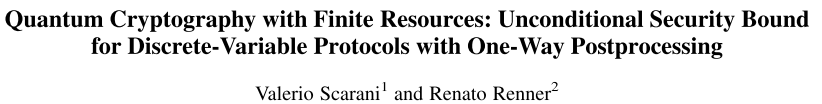 Quantum Cryptography with Finite Resources: Unconditional Security Bound
for Discrete-Variable Protocols with One-Way Postprocessing
Valerio Scarani¹ and Renato Renner²